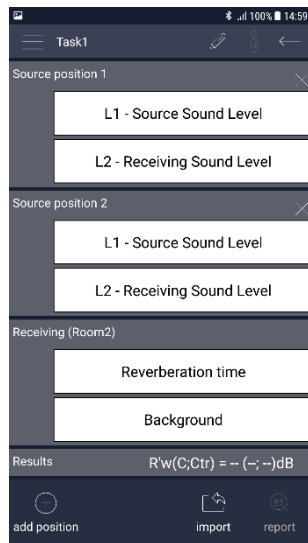 100% 14:59
Task1
Source position 1
L1 - Source Sound Level
L2 - Receiving Sound Level
Source position 2
L1 - Source Sound Level
L2 - Receiving Sound Level
Receiving (Room2)
Reverberation time
Background
Results R'w(C;Ctr) = -- (--; --)dB
add position import report